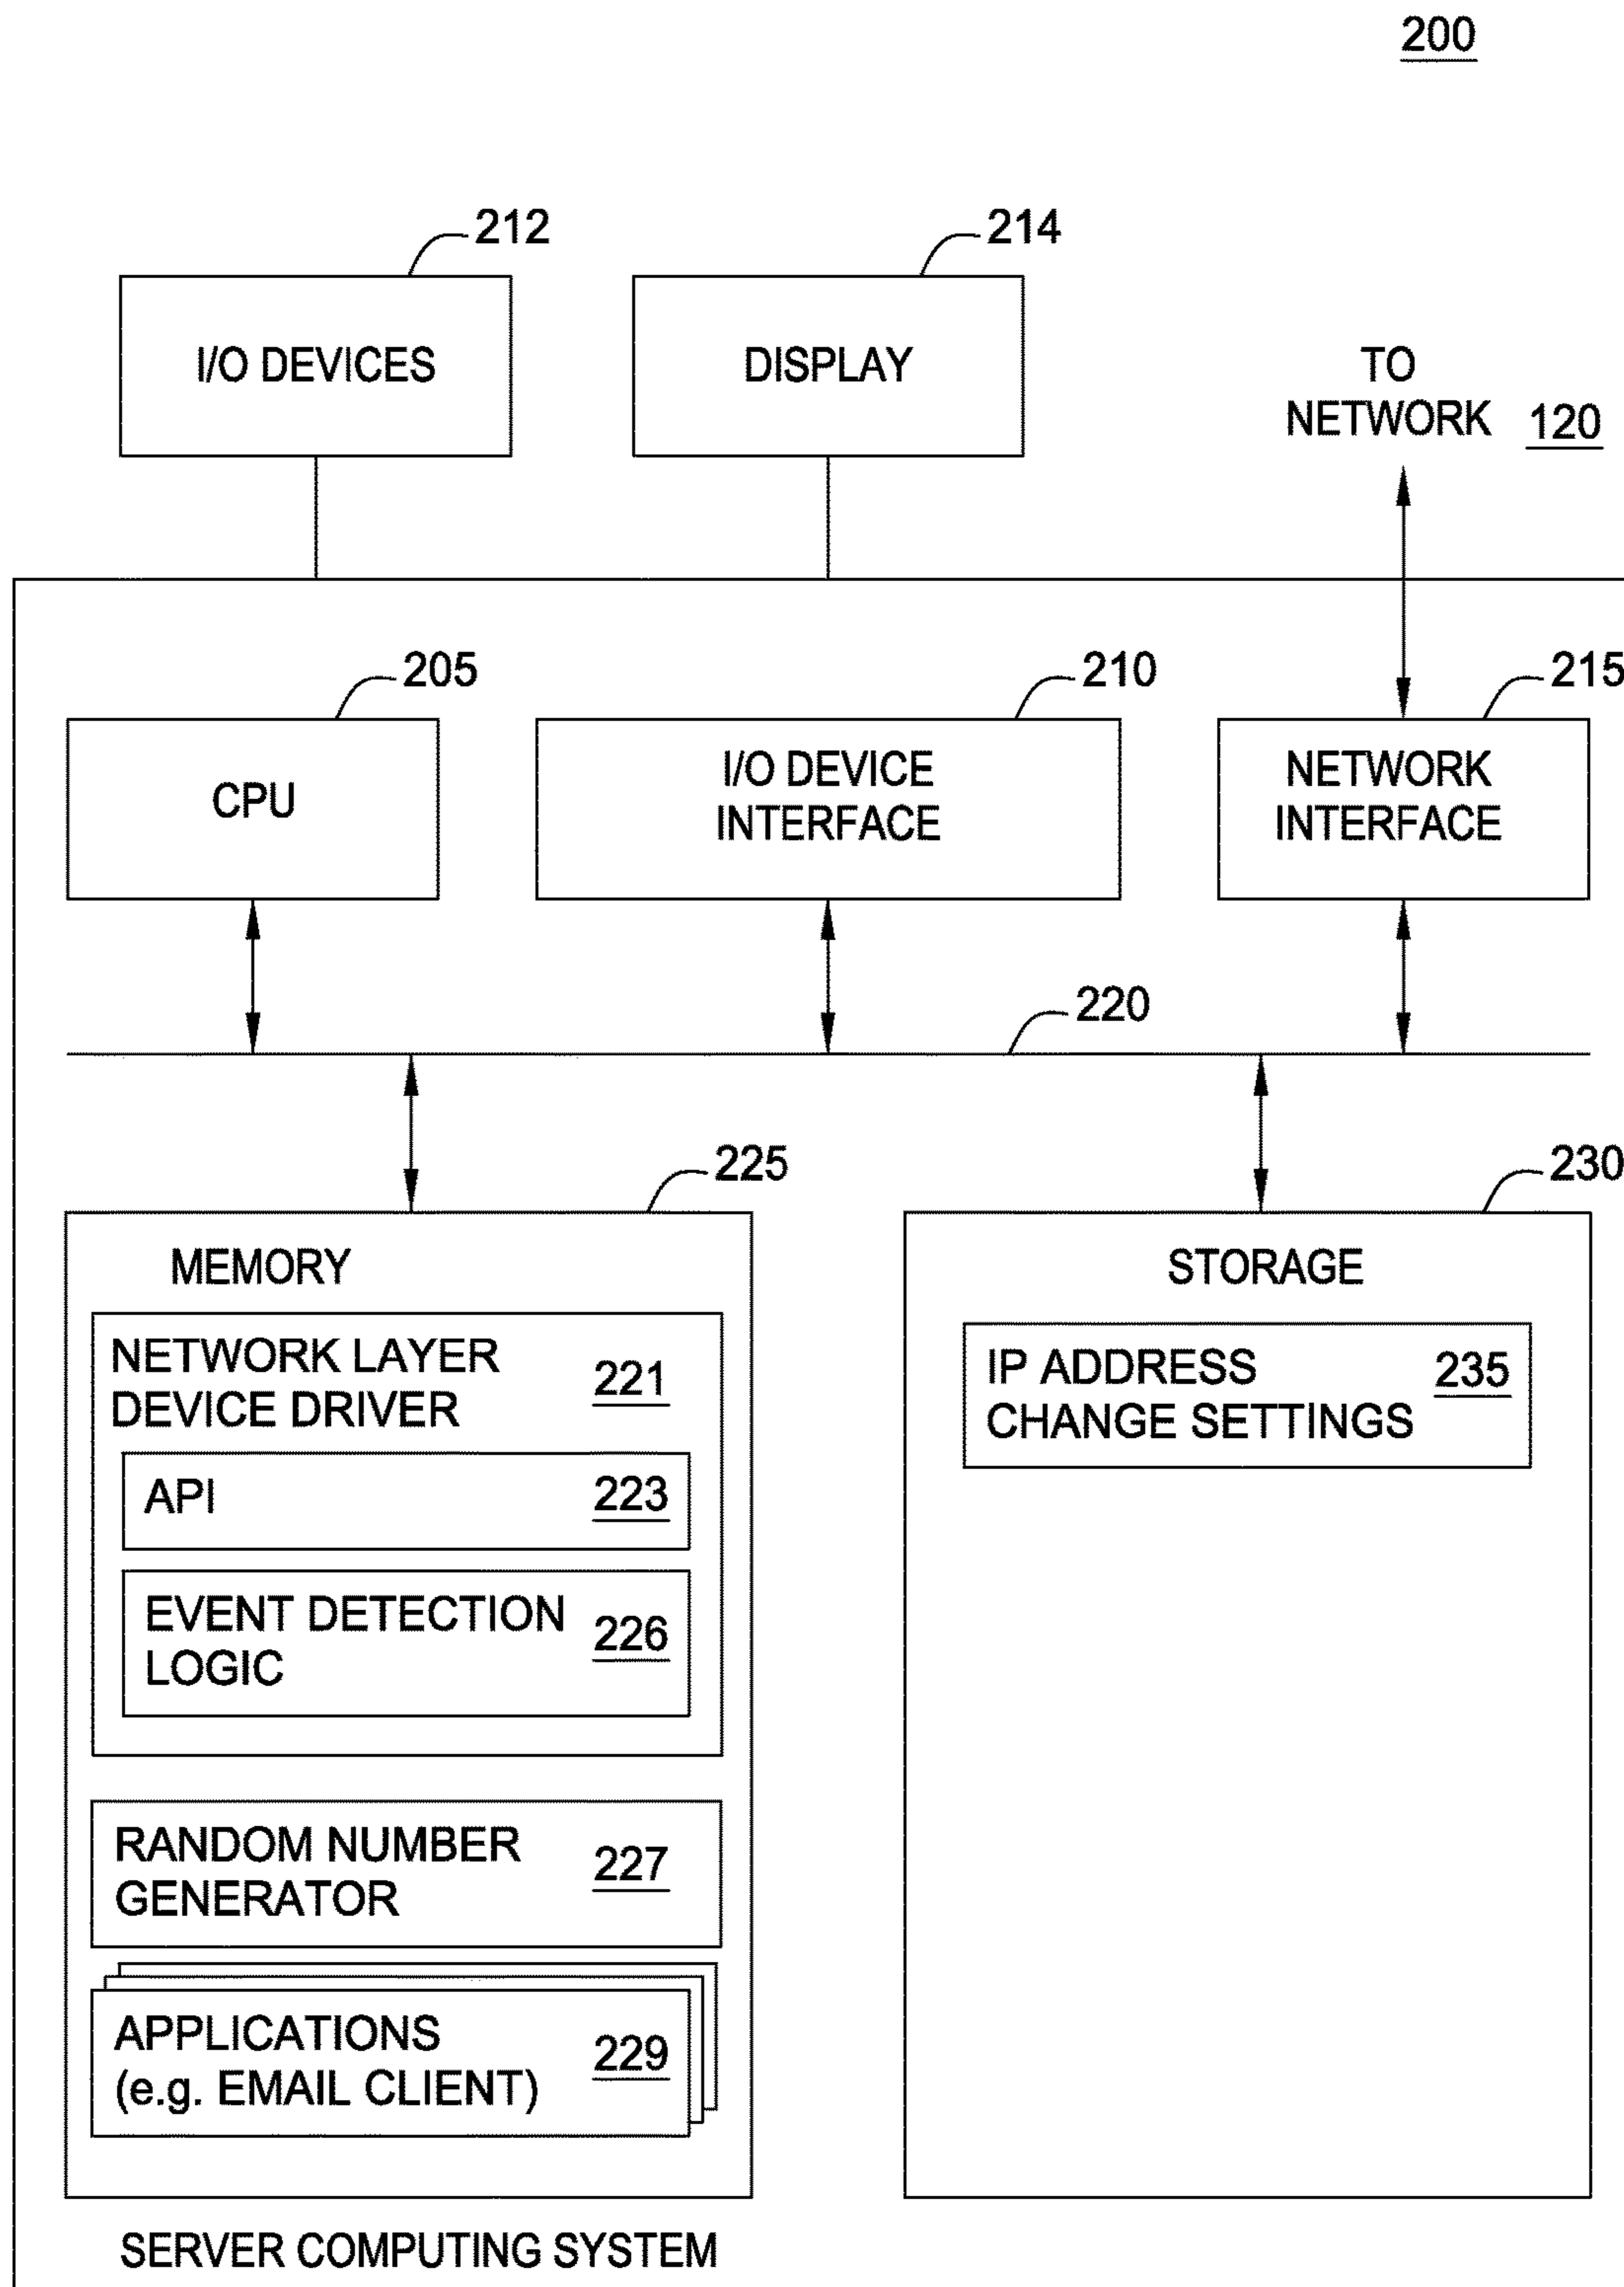 200
212
214
I/O DEVICES
DISPLAY
TO
NETWORK 120
205
210
215
CPU
I/O DEVICE
INTERFACE
NETWORK
INTERFACE
220
225
230
MEMORY
NETWORK LAYER
DEVICE DRIVER
221
API
223
EVENT DETECTION
LOGIC
226
RANDOM NUMBER
GENERATOR
227
APPLICATIONS
(e.g. EMAIL CLIENT)
229
STORAGE
IP ADDRESS
CHANGE SETTINGS
235
SERVER COMPUTING SYSTEM